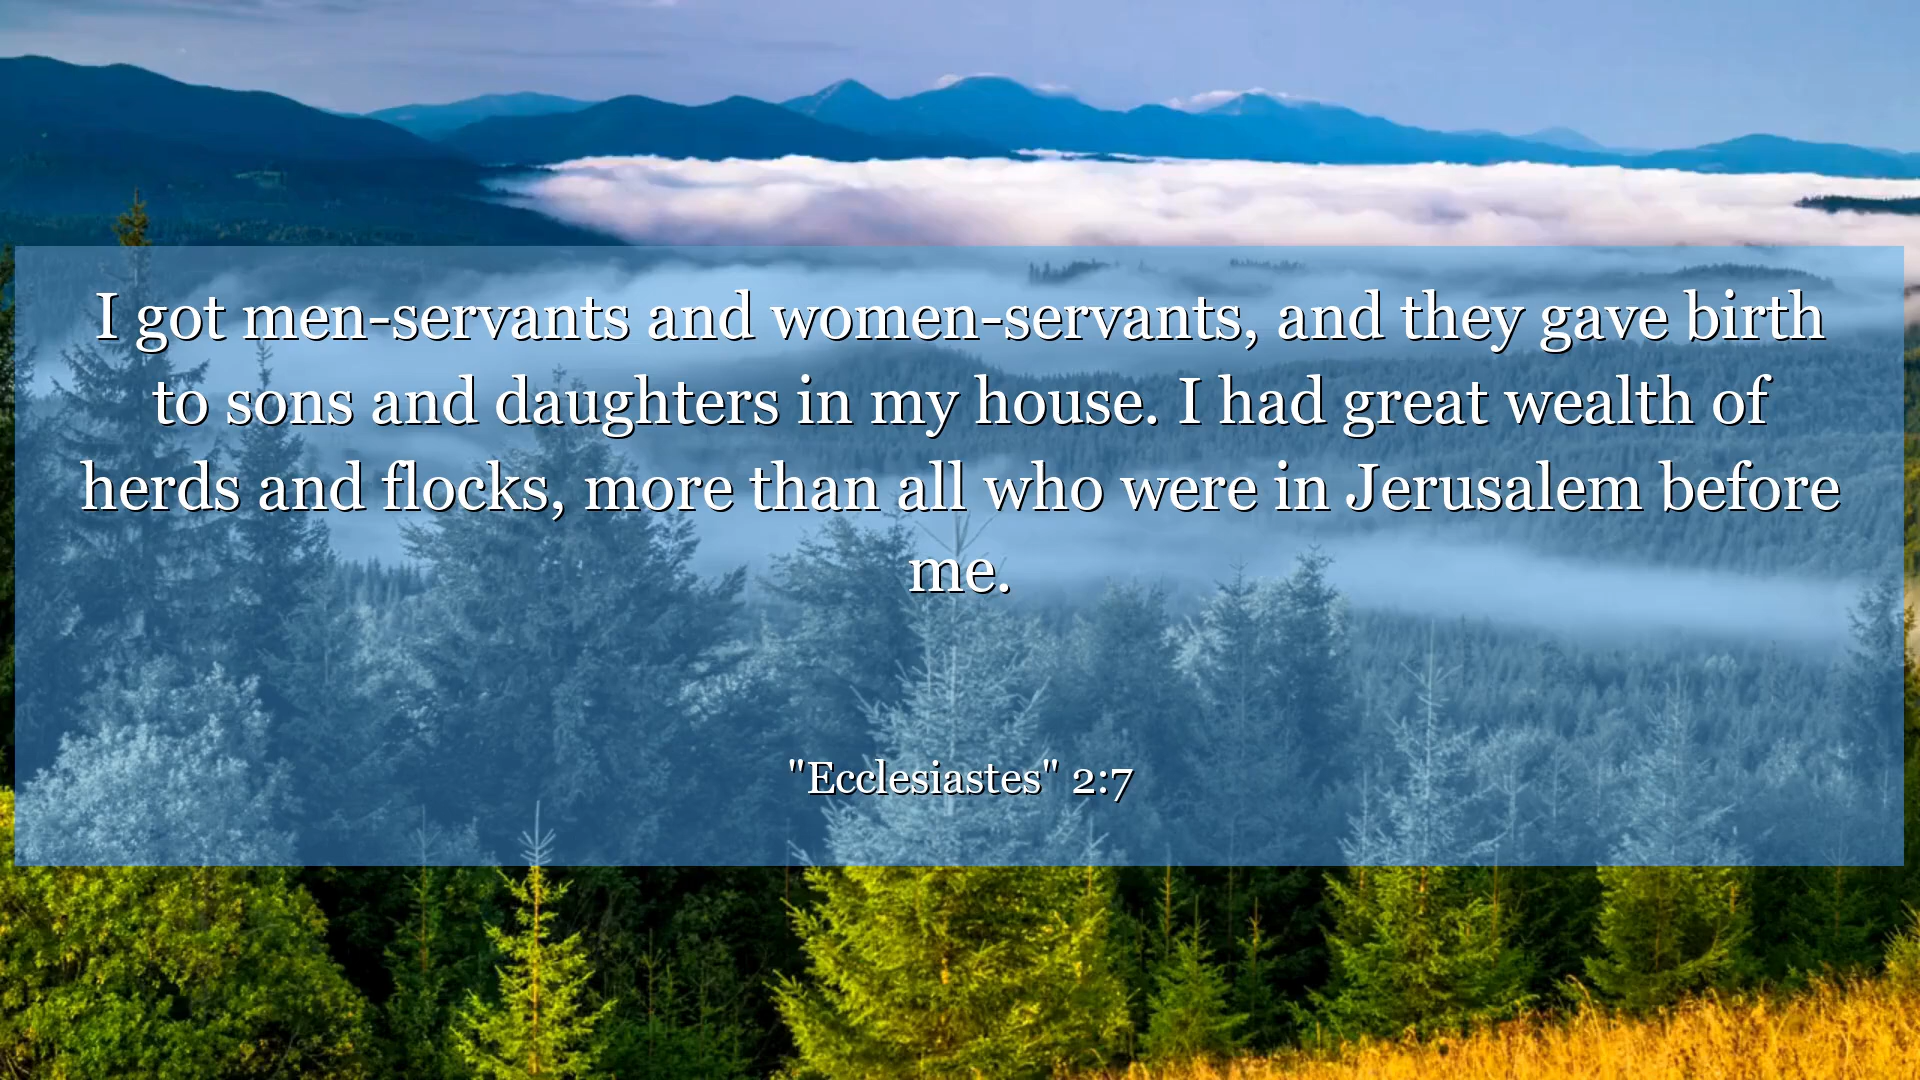 I got men-servants and women-servants, and they gave birth
to sons and daughters in my house. I had great wealth of
herds and flocks, more than all who were in Jerusalem before
me.
"Ecclesiastes" 2:7